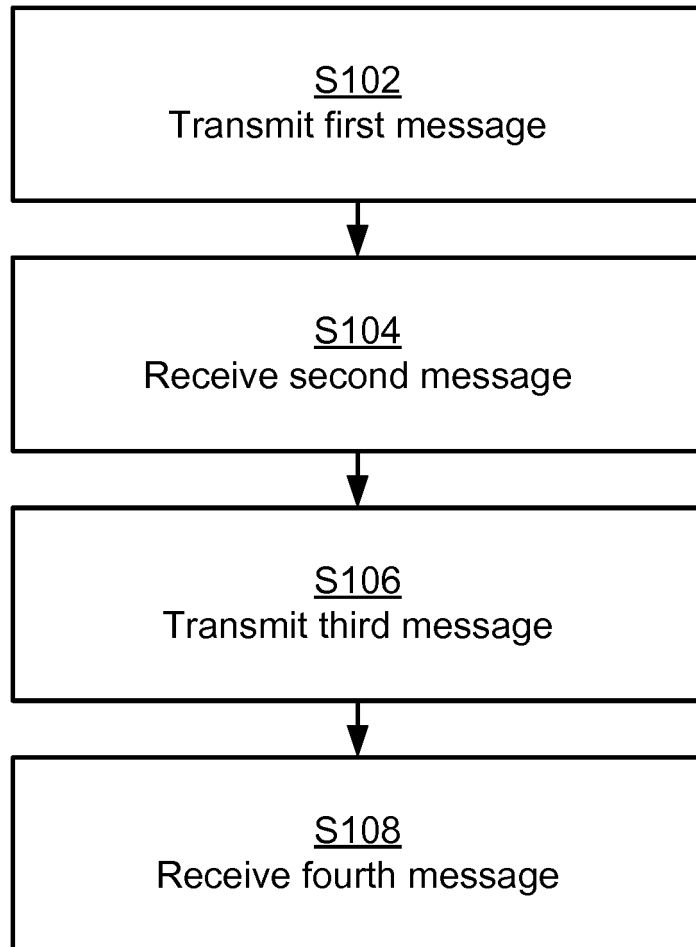 S102
Transmit first message
S104
Receive second message
S106
Transmit third message
S108
Receive fourth message